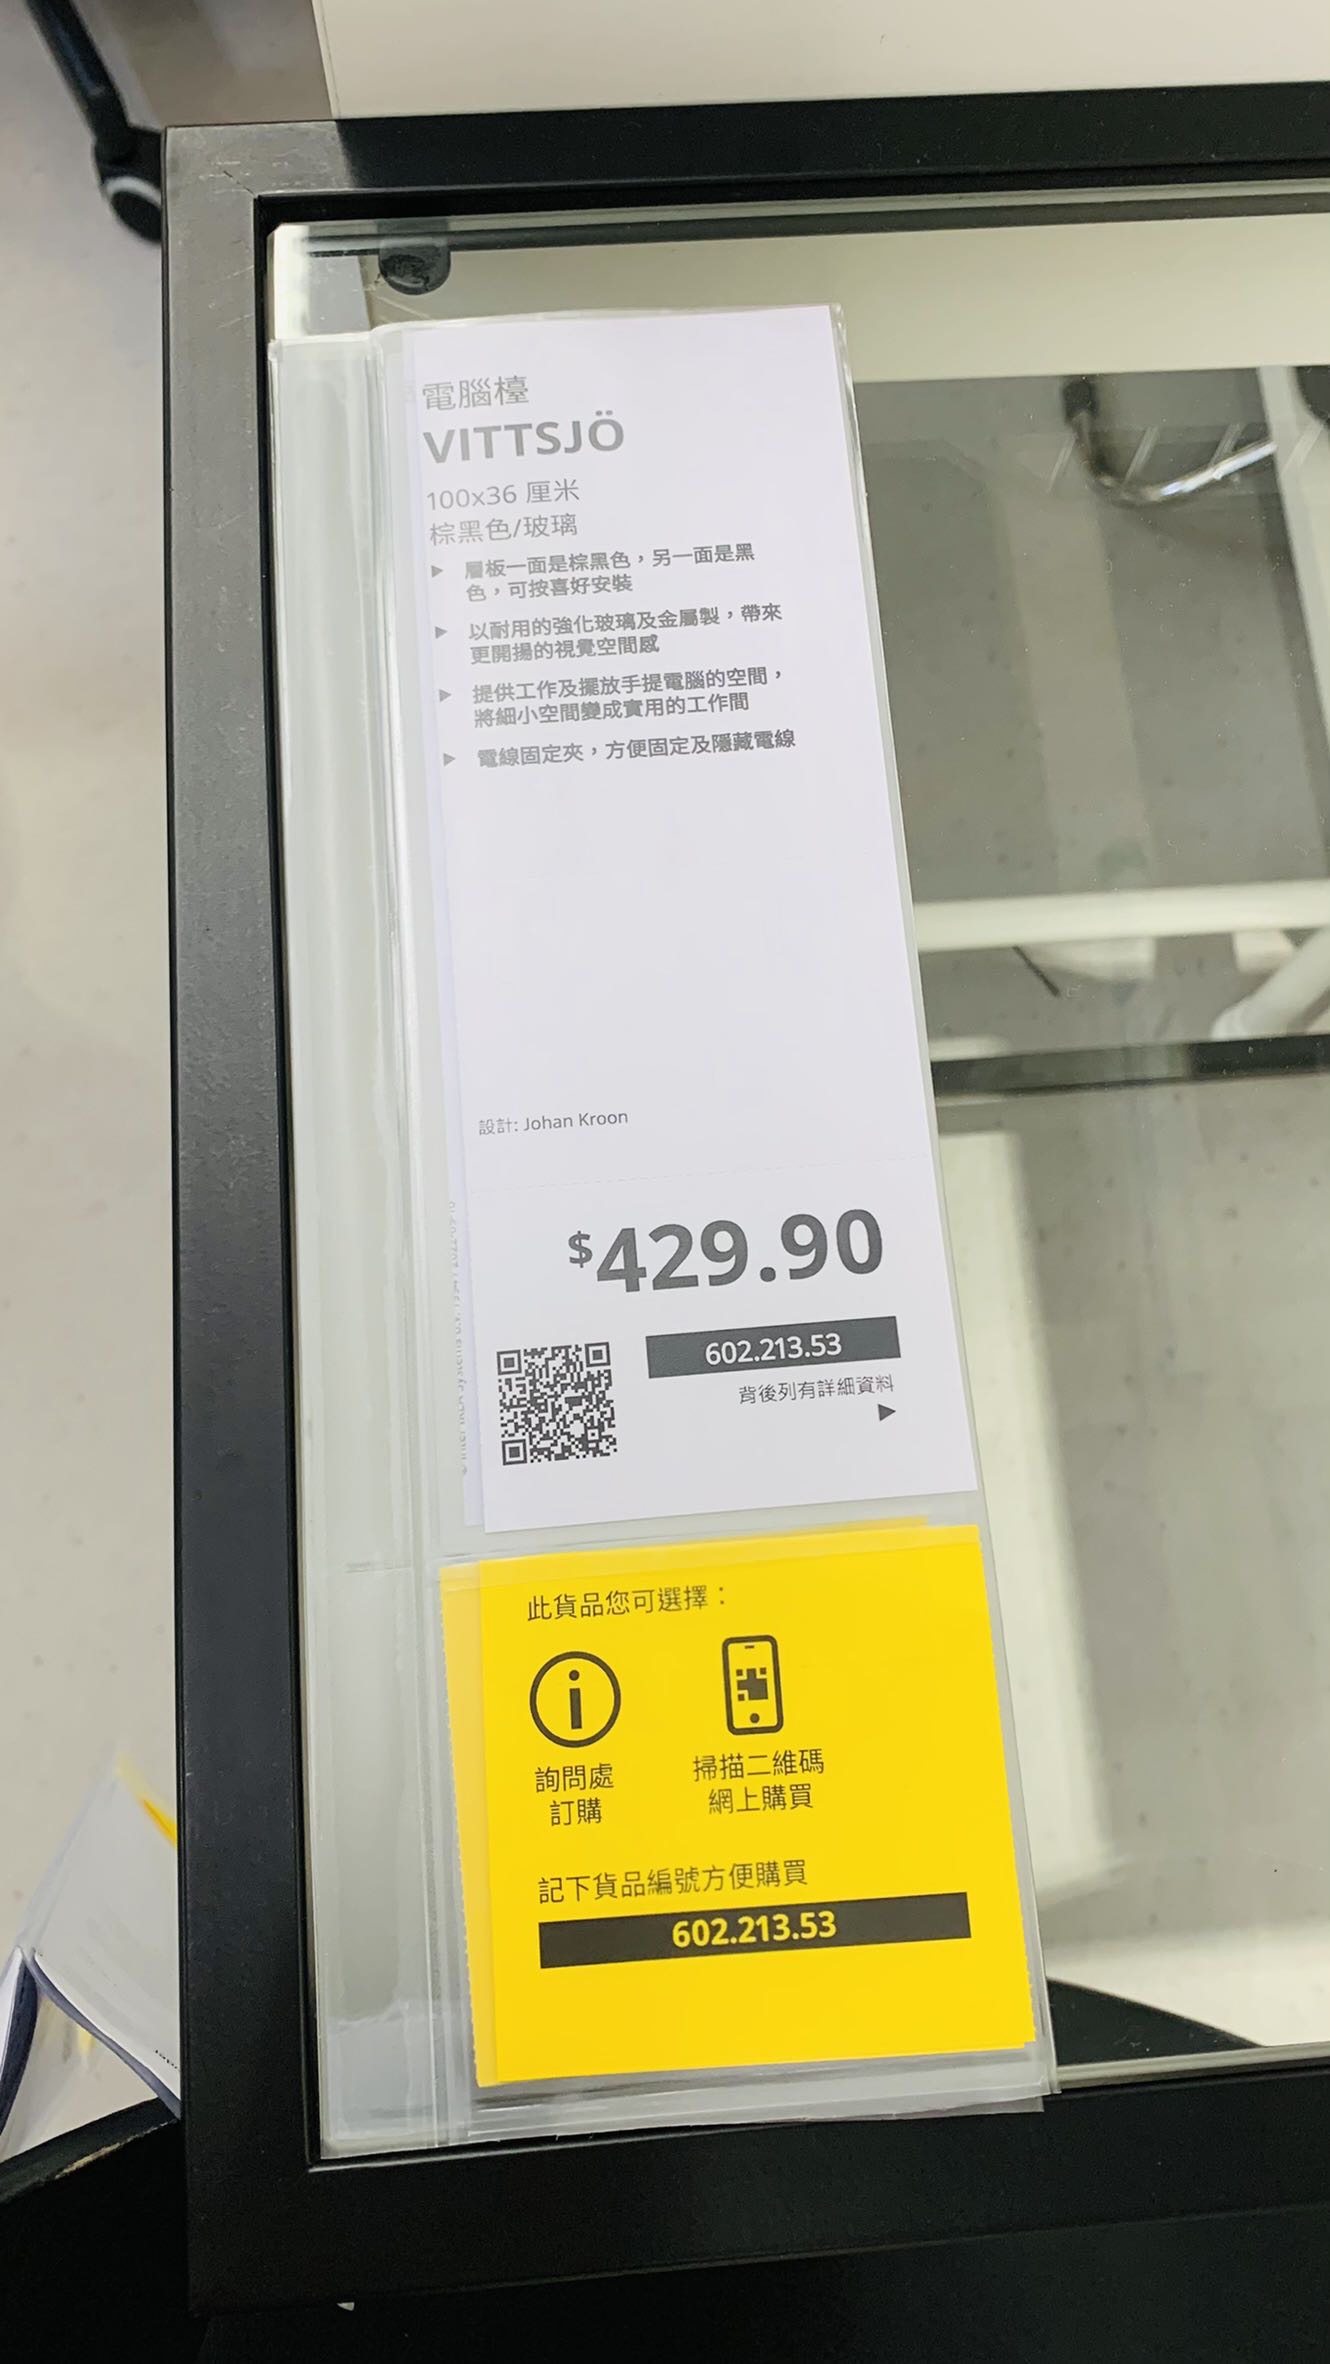 電腦檯
VITTSJÖ
100x36 厘米
棕黑色/玻璃
▶ 層板一面是棕黑色，另一面是黑
色，可按喜好安裝
▶ 以耐用的強化玻璃及金屬製，帶來
更開揚的視覺空間感
▶ 提供工作及擺放手提電腦的空間，
將細小空間變成實用的工作間
▶ 電線固定夾，方便固定及隱藏電線
設計: Johan Kroon
$429.90
602.213.53
背後列有詳細資料
▶
此貨品您可選擇：
詢問處
訂購
掃描二維碼
網上購買
記下貨品編號方便購買
602.213.53